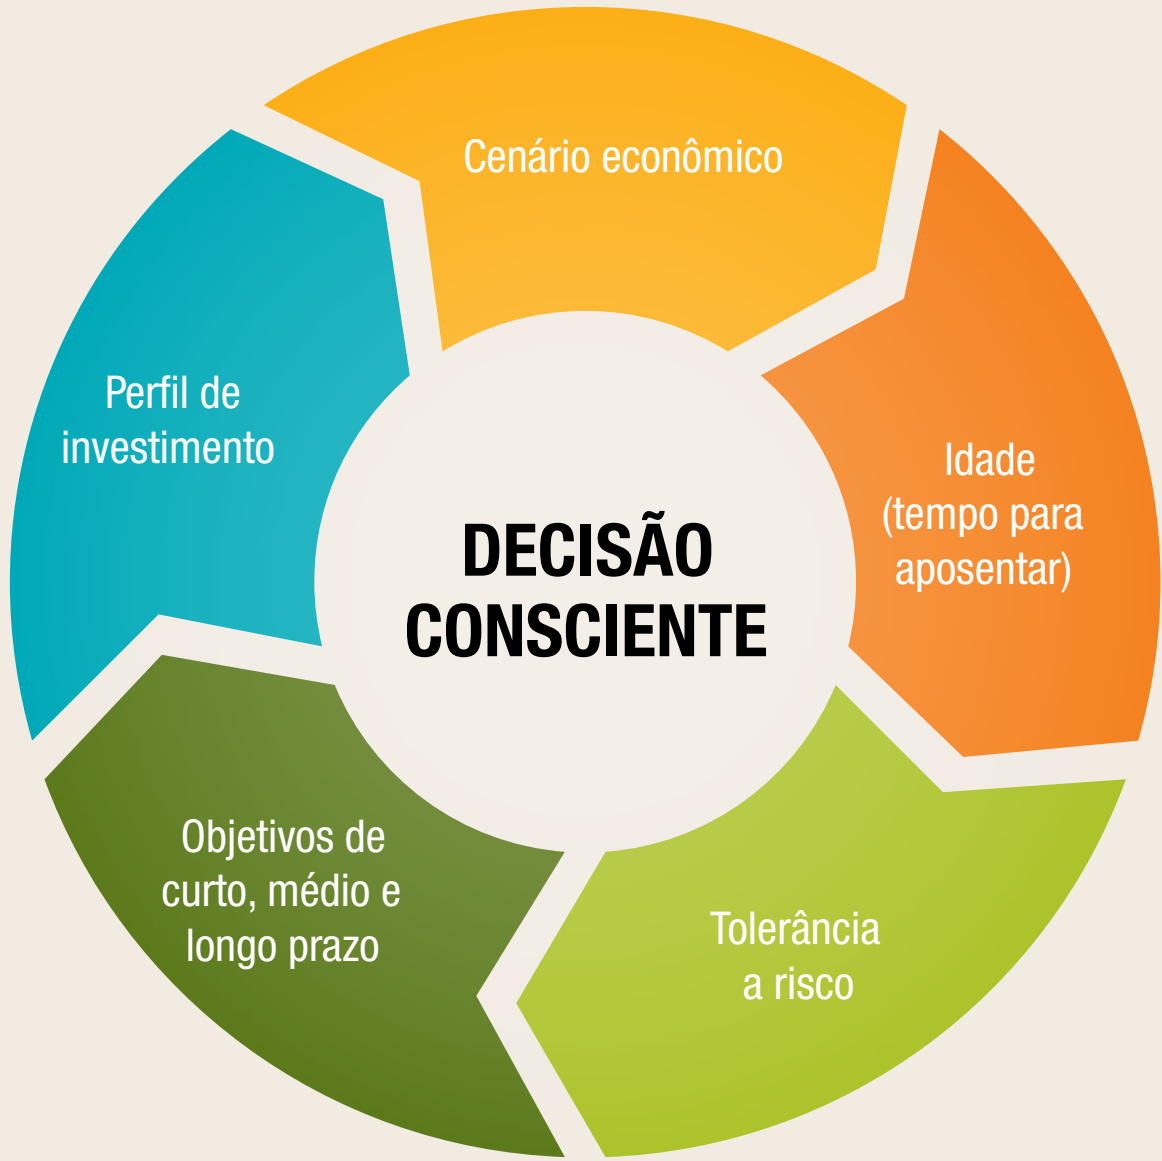 Cenário econômico
Idade
(tempo para
aposentar)
Tolerância
a risco
Objetivos de
curto, médio e
longo prazo
Perfil de
investimento
DECISÃO
CONSCIENTE